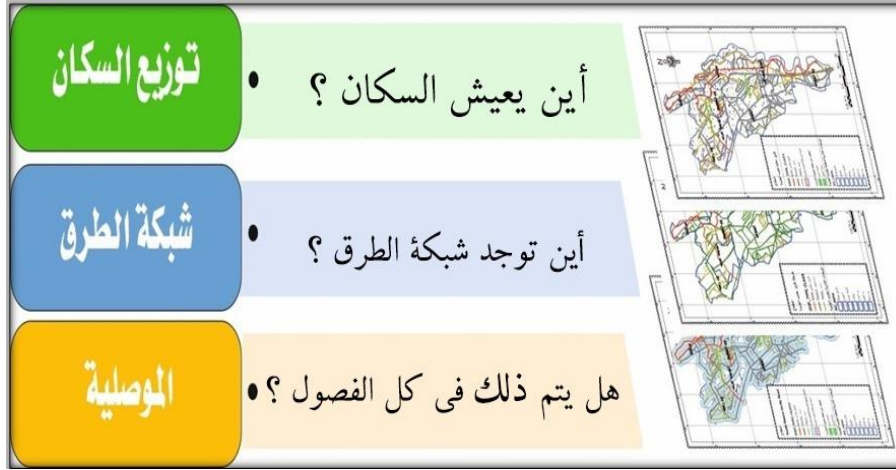 توزيع السكان
أين يعيش السكان ؟ •
شبكة الطرق
أين توجد شبكة الطرق ؟ •
الموصلية
هل يتم ذلك فى كل الفصول ؟ •